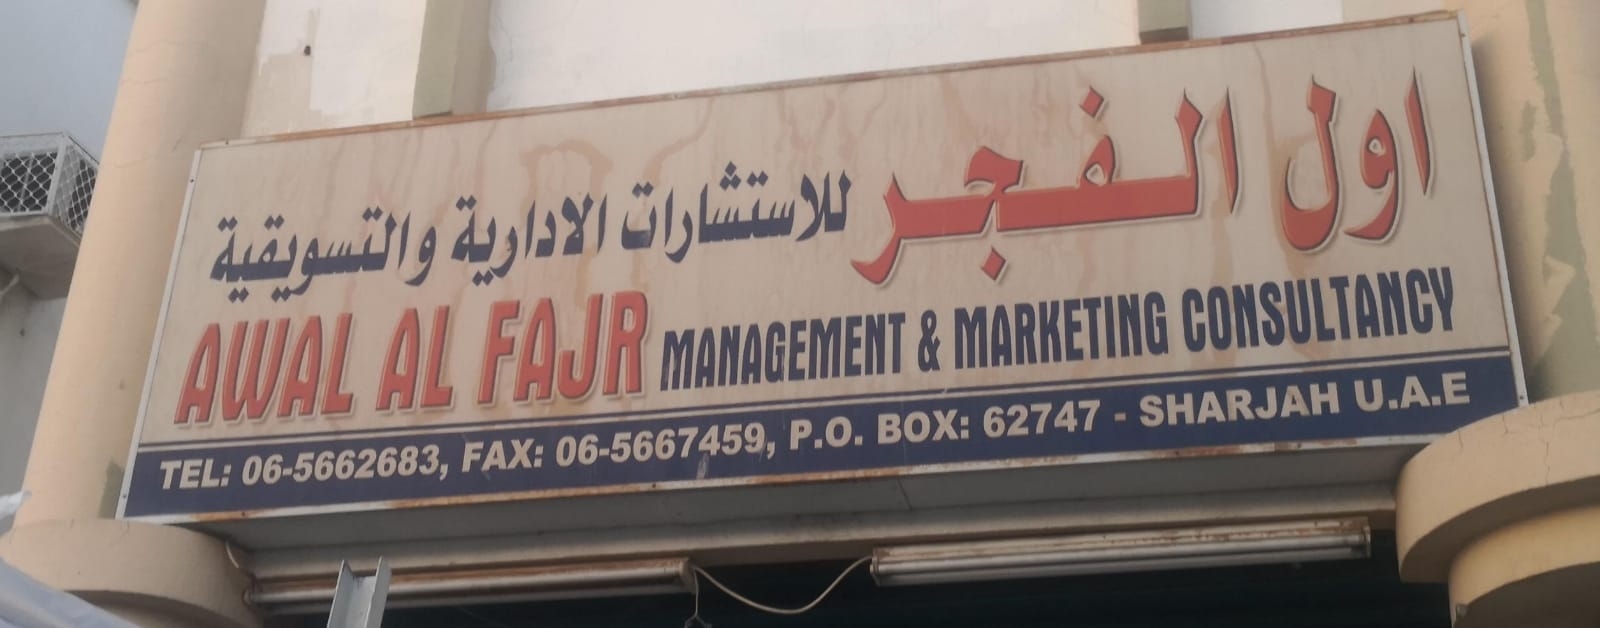 اول الفجر للاستشارات الادارية والتسويقية
AWAL AL FAJR MANAGEMENT & MARKETING CONSULTANCY
TEL: 06-5662683, FAX: 06-5667459, P.O. BOX: 62747 - SHARJAH U.A.E